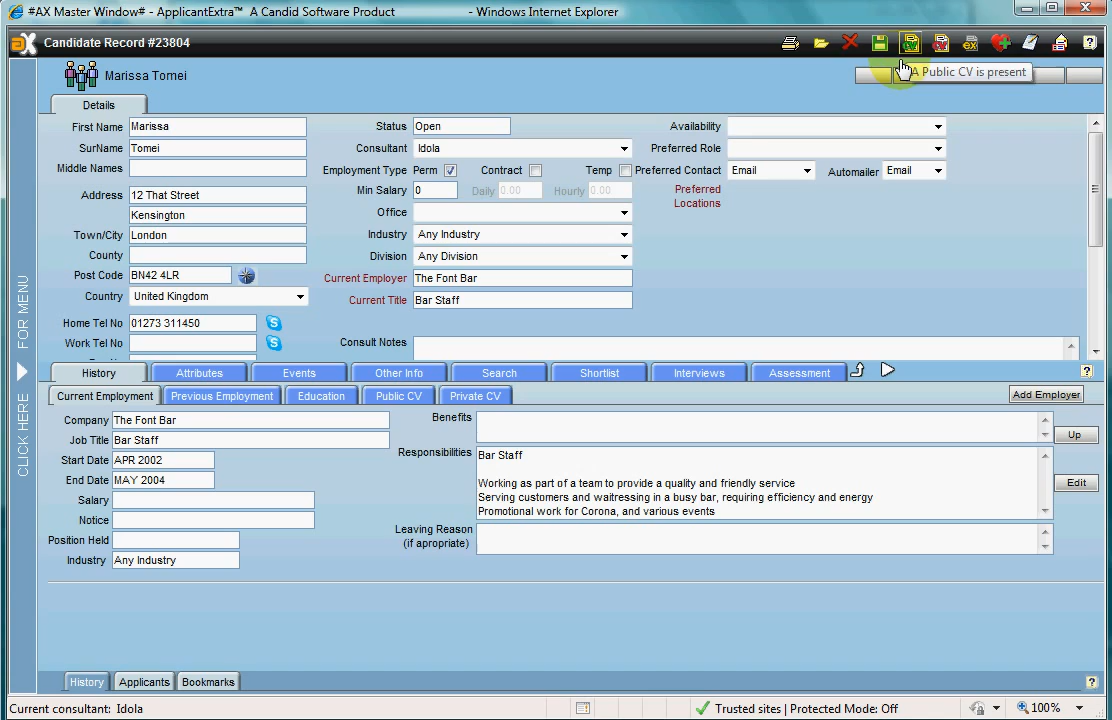 #AX Master Window# - ApplicantExtra™ A Candid Software Product - Windows Internet Explorer
Candidate Record #23804
Marissa Tomei
A Public CV is present
Details
First Name Marissa
SurName Tomei
Middle Names
Address 12 That Street
Kensington
Town/City London
County
Post Code BN42 4LR
Country United Kingdom
Home Tel No 01273 311450
Work Tel No
Status Open
Consultant Idola
Employment Type Perm Contract Temp
Min Salary 0 Daily 0.00 Hourly 0.00
Office
Industry Any Industry
Division Any Division
Current Employer The Font Bar
Current Title Bar Staff
Consult Notes
Availability
Preferred Role
Preferred Contact Email Automailer Email
Preferred
Locations
CLICK HERE FOR MENU
History Attributes Events Other Info Search Shortlist Interviews Assessment
Current Employment Previous Employment Education Public CV Private CV Add Employer
Company The Font Bar
Job Title Bar Staff
Start Date APR 2002
End Date MAY 2004
Salary
Notice
Position Held
Industry Any Industry
Benefits
Up
Responsibilities Bar Staff
Working as part of a team to provide a quality and friendly service
Serving customers and waitressing in a busy bar, requiring efficiency and energy
Promotional work for Corona, and various events
Edit
Leaving Reason
(if apropriate)
History Applicants Bookmarks
Current consultant: Idola
Trusted sites | Protected Mode: Off
100%